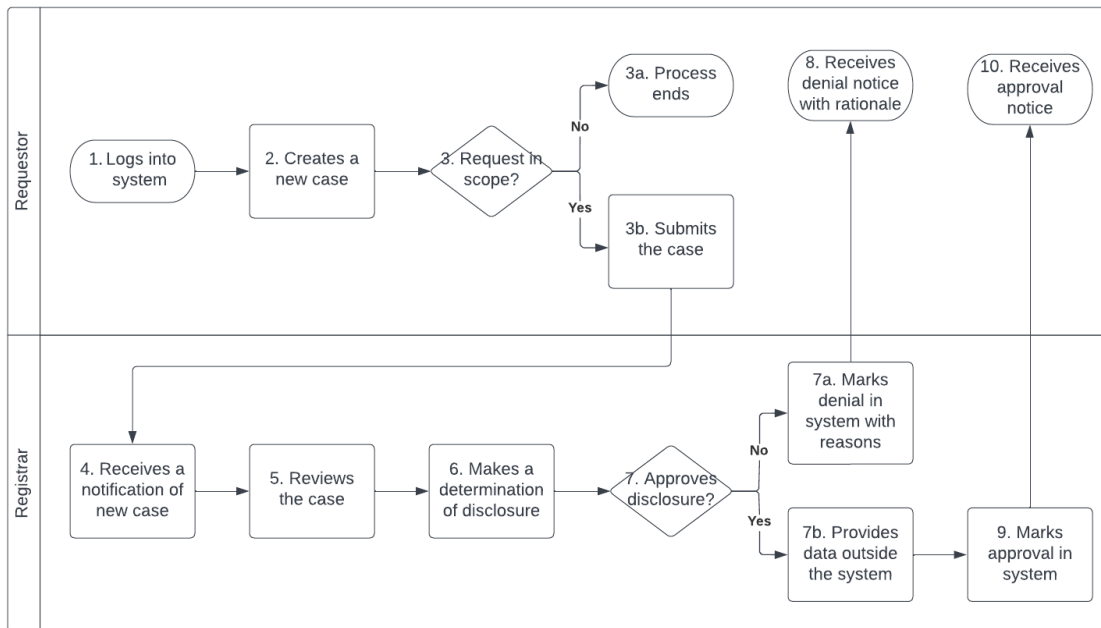 Requestor
1. Logs into
system
2. Creates a
new case
3. Request in
scope?
No
3a. Process
ends
Yes
3b. Submits
the case
8. Receives
denial notice
with rationale
10. Receives
approval
notice
Registrar
4. Receives a
notification of
new case
5. Reviews
the case
6. Makes a
determination
of disclosure
7. Approves
disclosure?
No
7a. Marks
denial in
system with
reasons
Yes
7b. Provides
data outside
the system
9. Marks
approval in
system